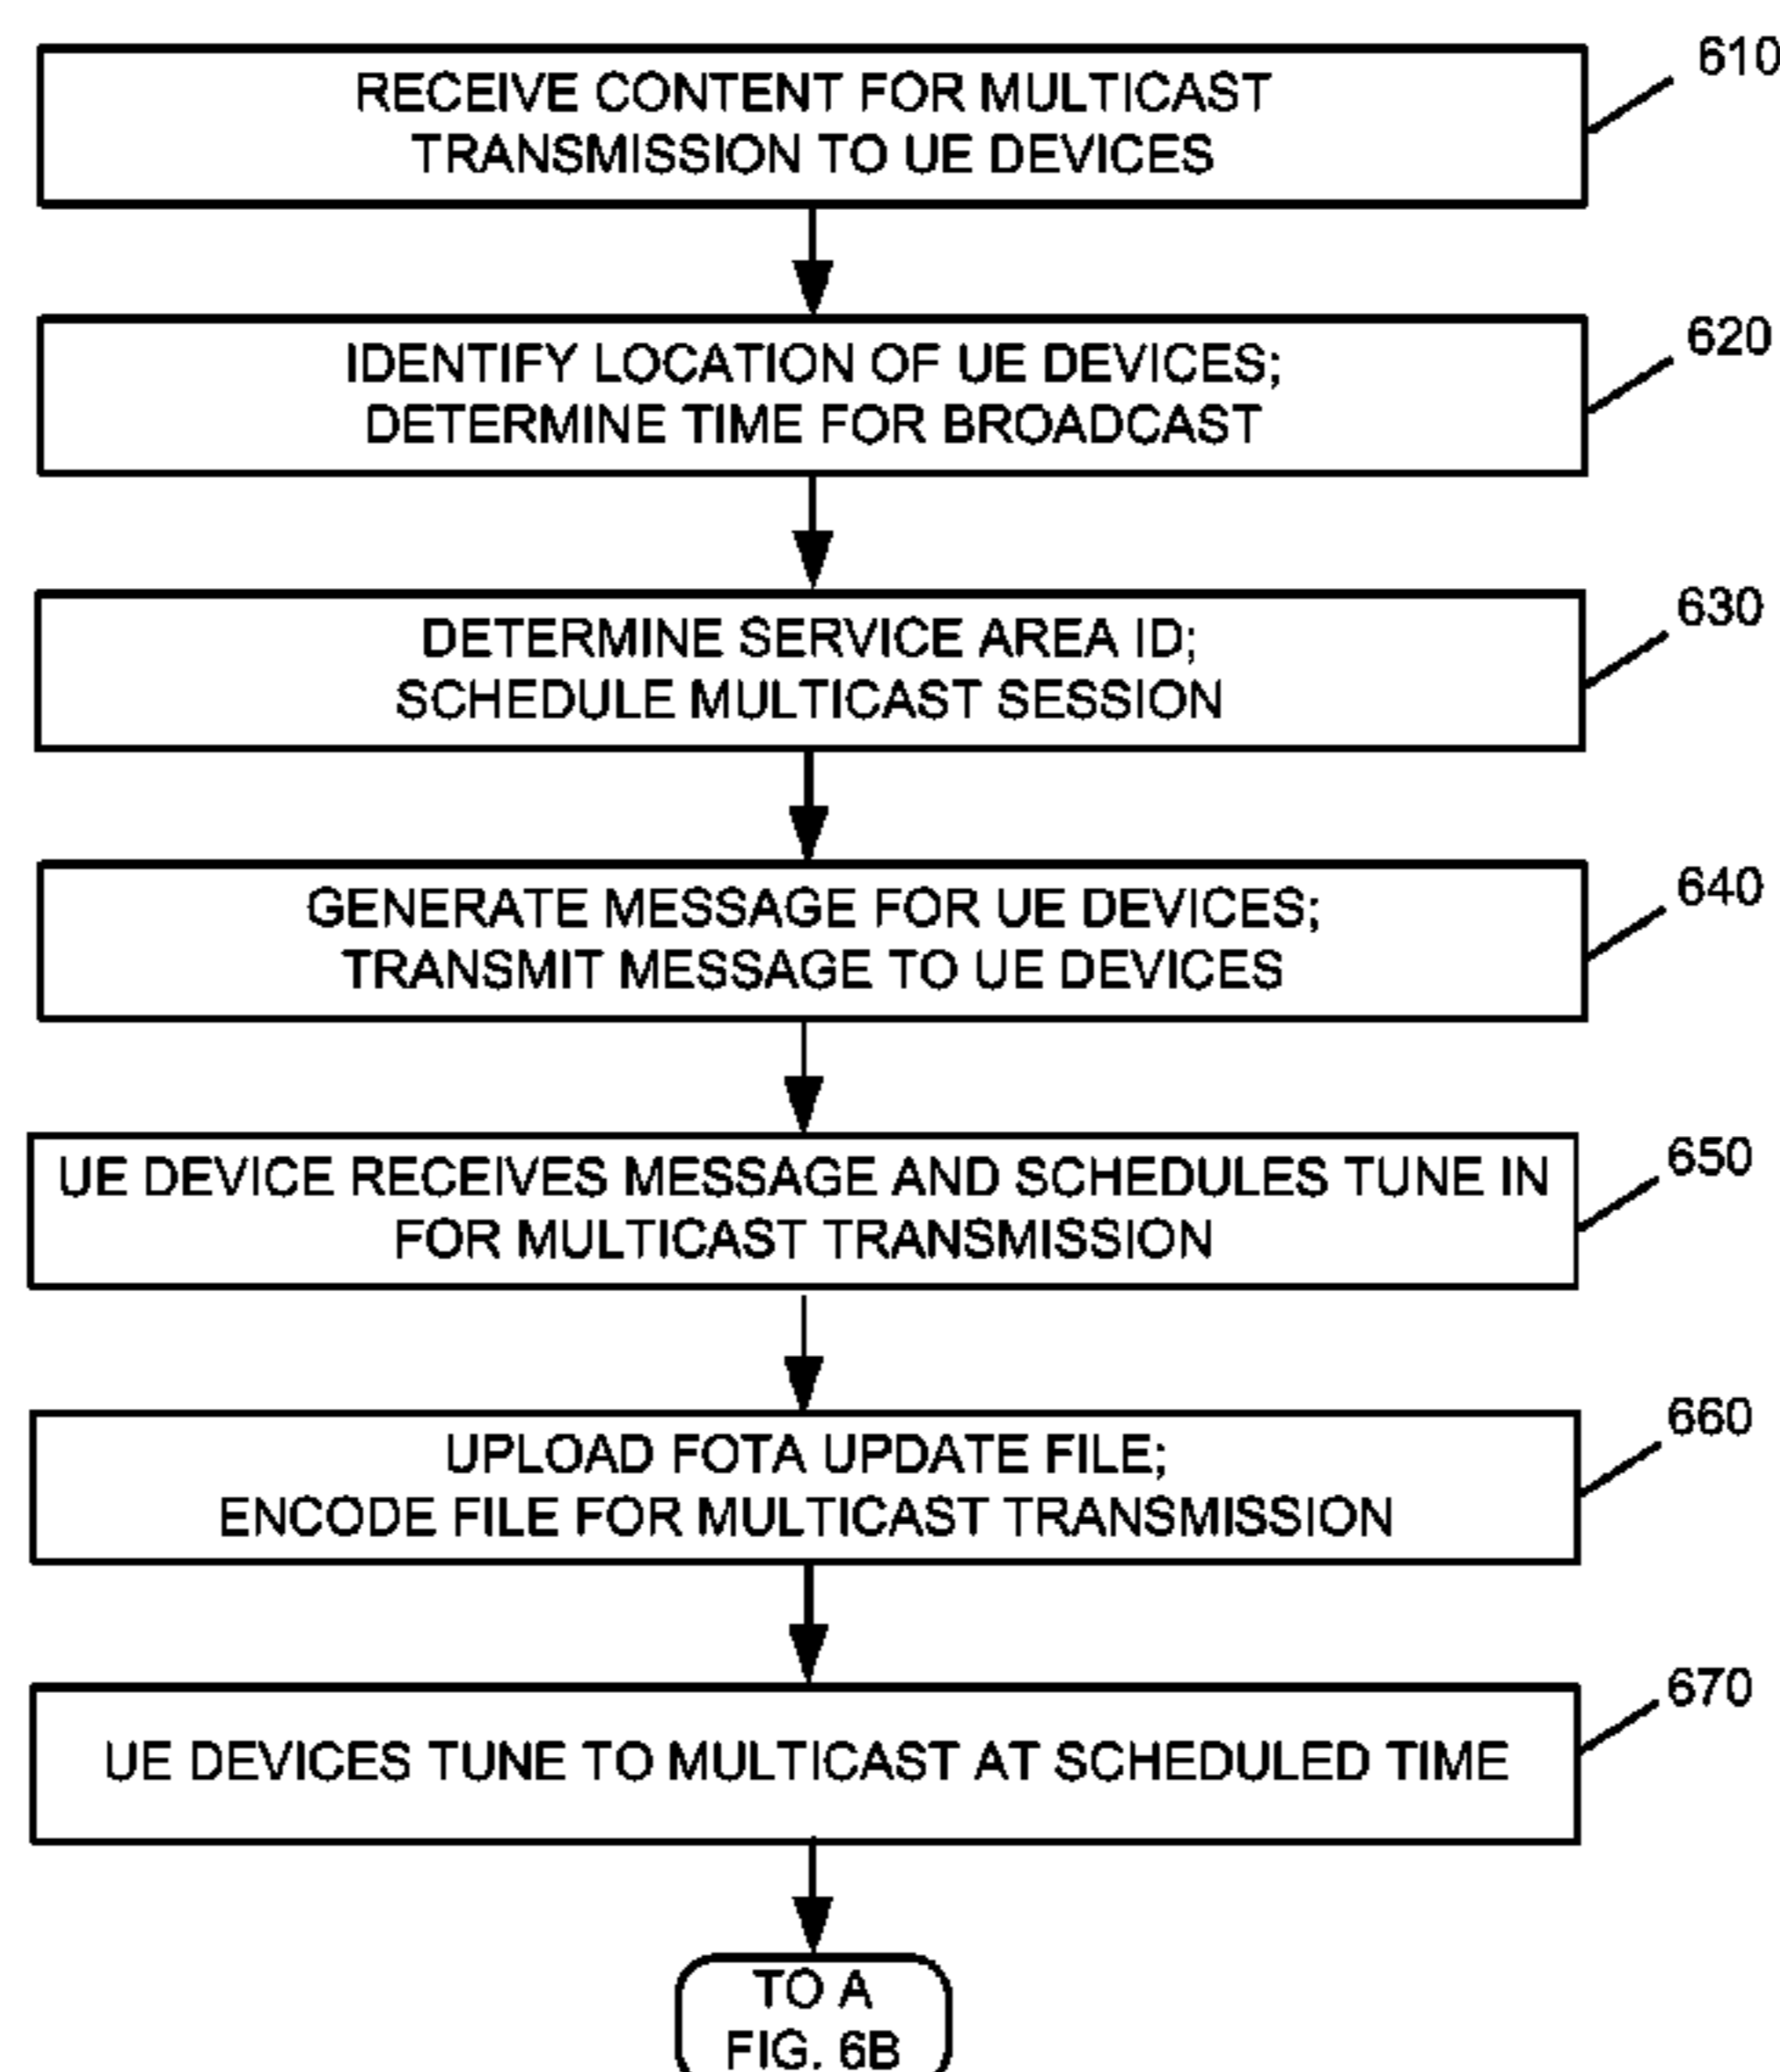 RECEIVE CONTENT FOR MULTICAST
TRANSMISSION TO UE DEVICES
610
IDENTIFY LOCATION OF UE DEVICES;
DETERMINE TIME FOR BROADCAST
620
DETERMINE SERVICE AREA ID;
SCHEDULE MULTICAST SESSION
630
GENERATE MESSAGE FOR UE DEVICES;
TRANSMIT MESSAGE TO UE DEVICES
640
UE DEVICE RECEIVES MESSAGE AND SCHEDULES TUNE IN
FOR MULTICAST TRANSMISSION
650
UPLOAD FOTA UPDATE FILE;
ENCODE FILE FOR MULTICAST TRANSMISSION
660
UE DEVICES TUNE TO MULTICAST AT SCHEDULED TIME
670
TO A
FIG. 6B